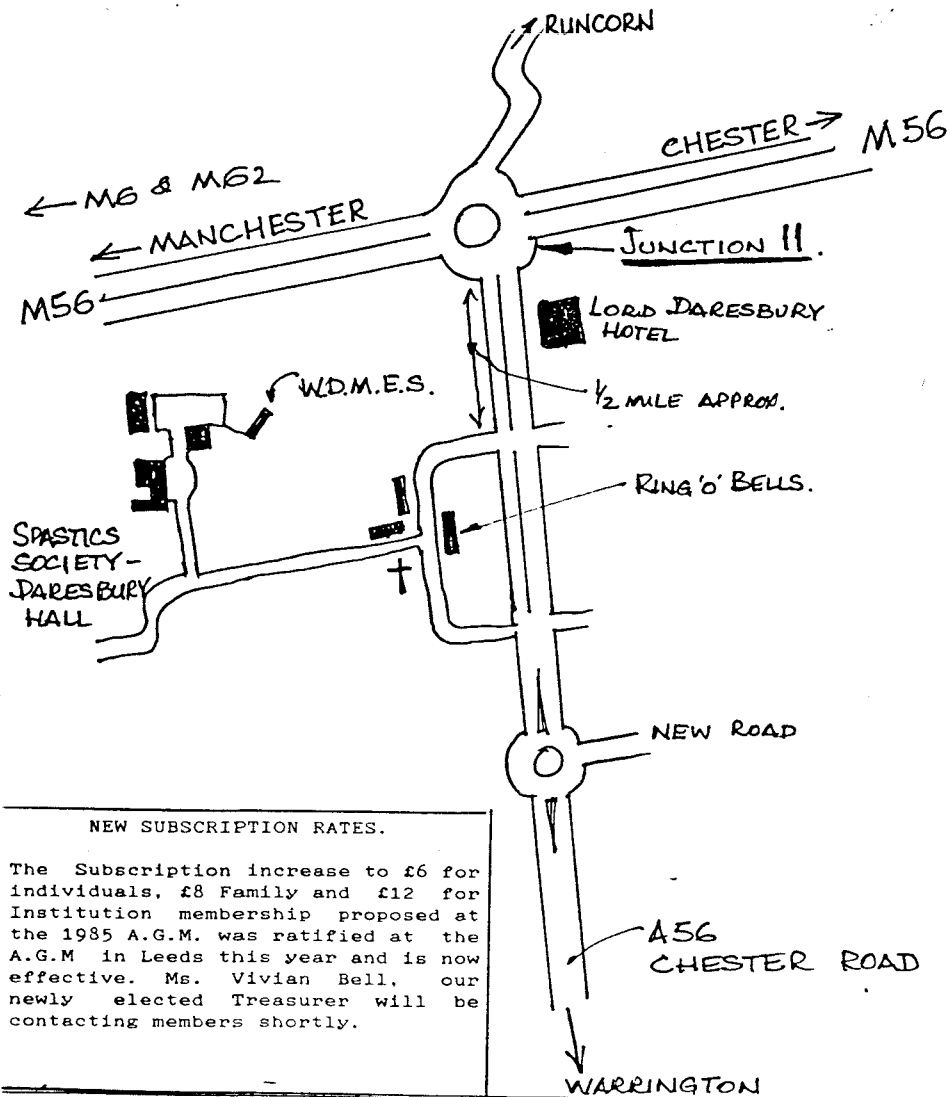 RUNCORN
CHESTER →
M56
← M6 & M62
← MANCHESTER
M56
JUNCTION 11.
LORD DARESBURY
HOTEL
W.D.M.E.S.
1/2 MILE APPROX.
RING 'O' BELLS.
SPASTICS
SOCIETY -
DARESBURY
HALL
NEW ROAD
NEW SUBSCRIPTION RATES.
The Subscription increase to £6 for
individuals, £8 Family and £12 for
Institution membership proposed at
the 1985 A.G.M. was ratified at the
A.G.M in Leeds this year and is now
effective. Ms. Vivian Bell, our
newly elected Treasurer will be
contacting members shortly.
A56
CHESTER ROAD
WARRINGTON